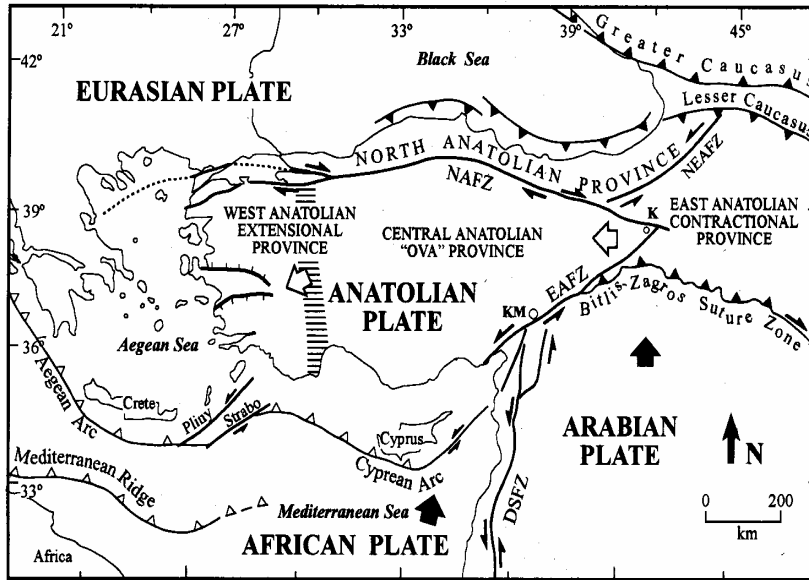 21° 27° 33° 39° 45°
42°
39°
36°
33°
Black Sea
Greater Caucasus
Lesser Caucasus
EURASIAN PLATE
NORTH ANATOLIAN PROVINCE
NAFZ
NEAFZ
WEST ANATOLIAN
EXTENSIONAL
PROVINCE
CENTRAL ANATOLIAN
"OVA" PROVINCE
K
EAST ANATOLIAN
CONTRACTIONAL
PROVINCE
ANATOLIAN
PLATE
KM
EAFZ
Bitlis-Zagros Suture Zone
Aegean Sea
Aegean Arc
Crete
Pliny
Strabo
Cyprus
Cyprean Arc
ARABIAN
PLATE
N
DSFZ
Mediterranean Ridge
Mediterranean Sea
AFRICAN PLATE
Africa
0 200
km